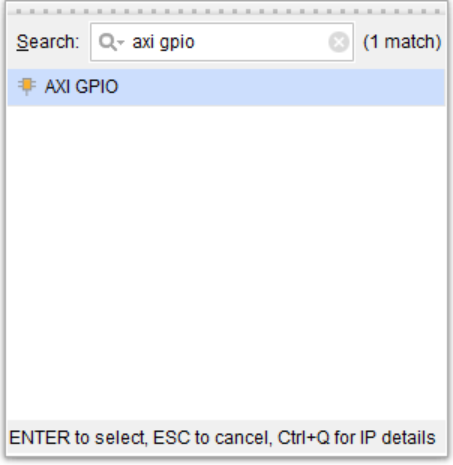 Search: axi gpio (1 match)
AXI GPIO
ENTER to select, ESC to cancel, Ctrl+Q for IP details